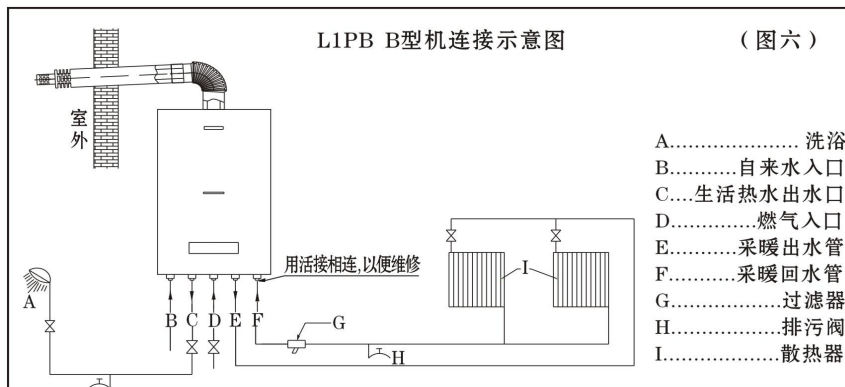 L1PB B型机连接示意图 (图六)
室外
用活接相连,以便维修
A
B
C
D
E
F
G
H
I
A..................... 洗浴
B...........自来水入口
C....生活热水出水口
D..............燃气入口
E...........采暖出水管
F...........采暖回水管
G..................过滤器
H..................排污阀
I...................散热器